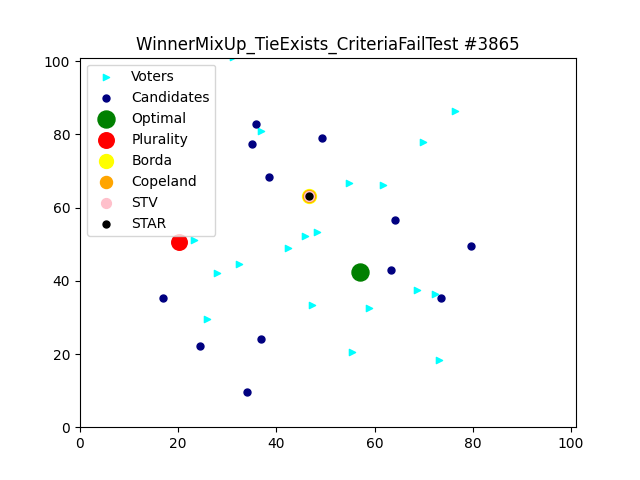 WinnerMixUp_TieExists_CriteriaFailTest #3865
100
80
60
40
20
0
Voters
Candidates
Optimal
Plurality
Borda
Copeland
STV
STAR
0 20 40 60 80 100